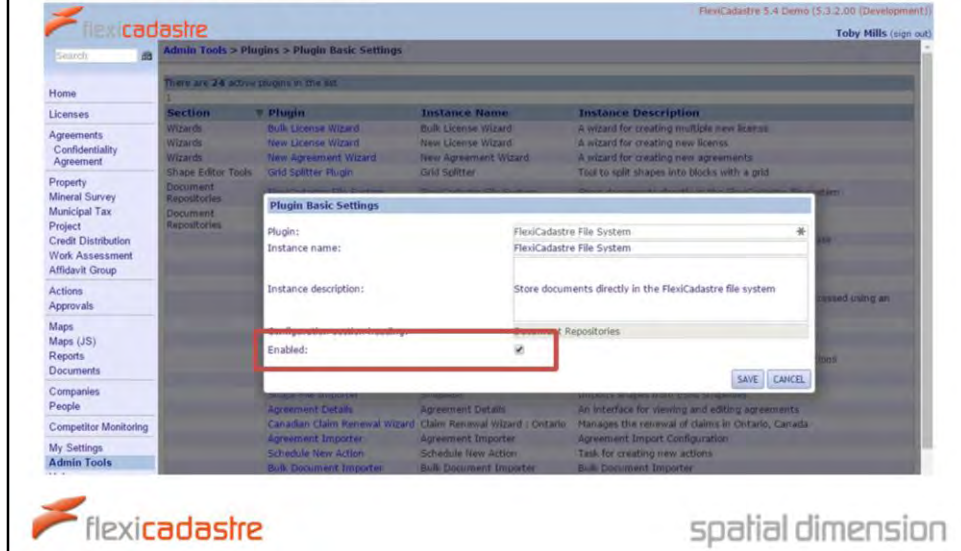 FlexiCadastre 5.4 Demo (5.3.2.00 (Development))
flexicadastre
Toby Mills (sign out)
Search
Admin Tools > Plugins > Plugin Basic Settings
There are 24 active plugins in the list
1
Home
Licenses
Agreements
Confidentiality
Agreement
Property
Mineral Survey
Municipal Tax
Project
Credit Distribution
Work Assessment
Affidavit Group
Actions
Approvals
Maps
Maps (JS)
Reports
Documents
Companies
People
Competitor Monitoring
My Settings
Admin Tools
Section Plugin Instance Name Instance Description
Wizards Bulk License Wizard Bulk License Wizard A wizard for creating multiple new license
Wizards New License Wizard New License Wizard A wizard for creating new license
Wizards New Agreement Wizard New Agreement Wizard A wizard for creating new agreements
Shape Editor Tools Grid Splitter Plugin Grid Splitter Tool to split shapes into blocks with a grid
Document
Repositories
Document
Repositories
Plugin Basic Settings
Plugin: FlexiCadastre File System
Instance name: FlexiCadastre File System
Instance description: Store documents directly in the FlexiCadastre file system
Document Repositories
Enabled:
SAVE CANCEL
Agreement Details Agreement Details An interface for viewing and editing agreements
Canadian Claim Renewal Wizard Claim Renewal Wizard : Ontario Manages the renewal of claims in Ontario, Canada
Agreement Importer Agreement Importer Agreement Import Configuration
Schedule New Action Schedule New Action Task for creating new actions
Bulk Document Importer Bulk Document Importer Bulk Document Importer
flexicadastre
spatial dimension